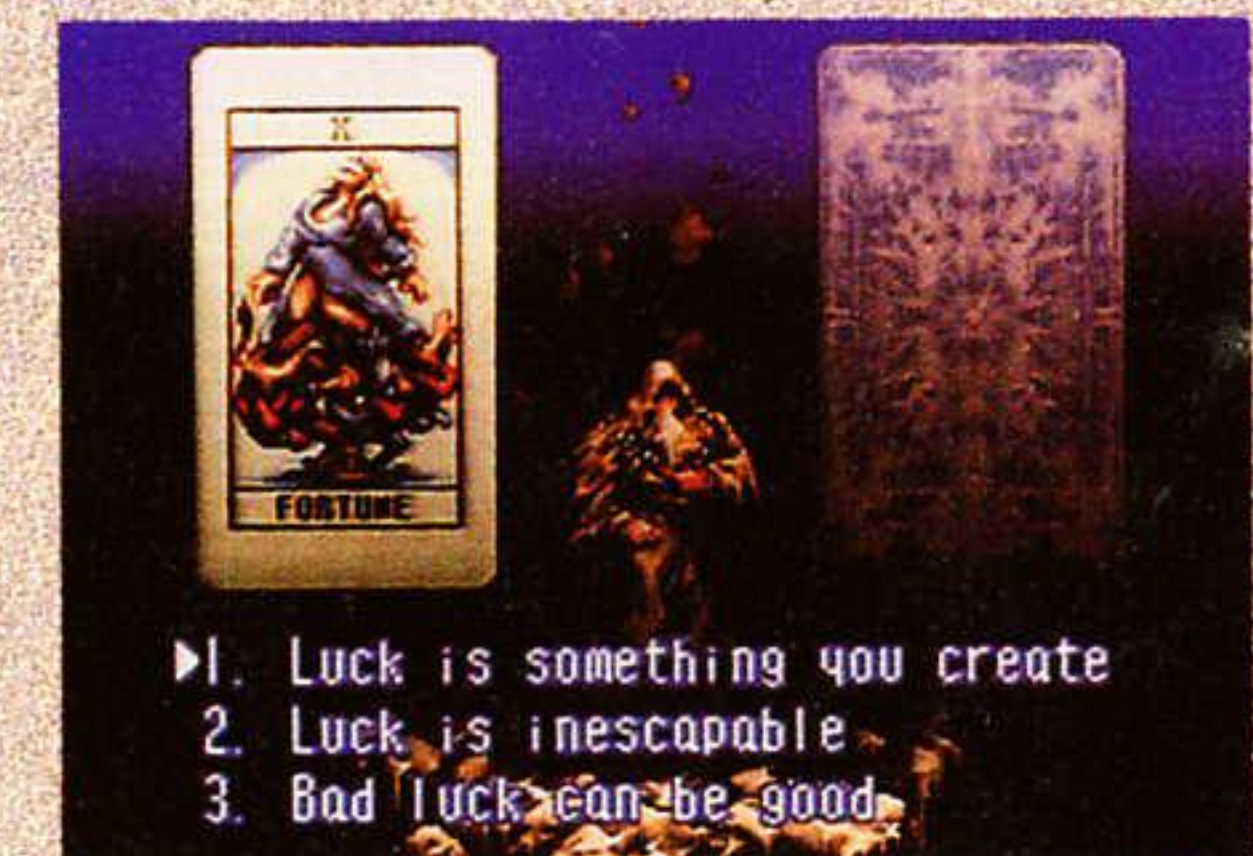 X
FORTUNE
▶1. Luck is something you create
2. Luck is inescapable
3. Bad luck can be good